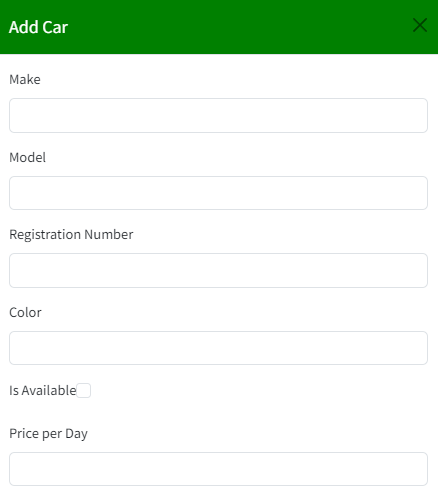 Add Car
Make
Model
Registration Number
Color
Is Available
Price per Day